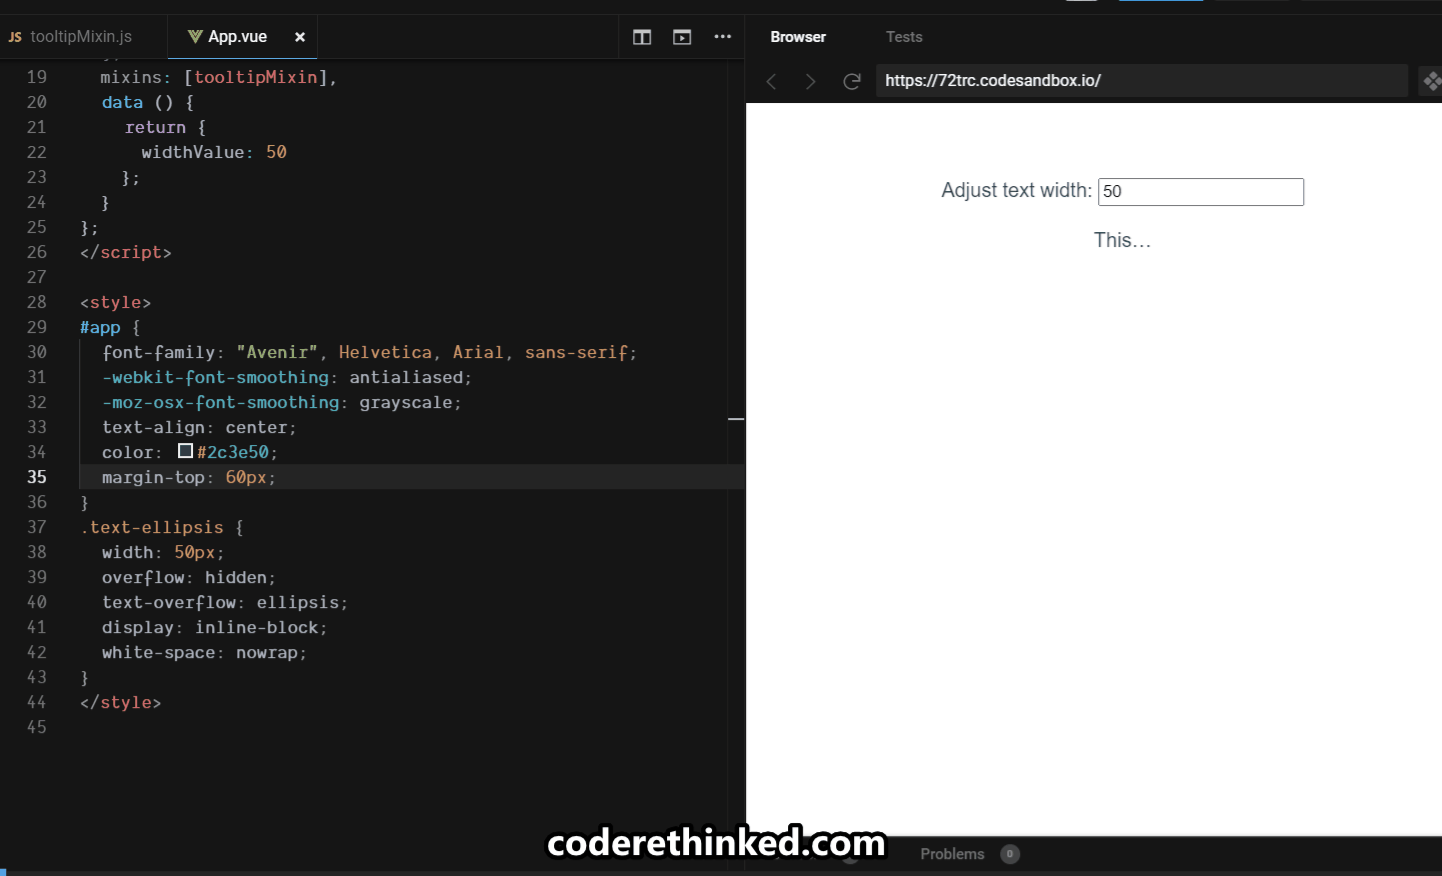 JS tooltipMixin.js
App.vue ×
19 mixins: [tooltipMixin],
20 data () {
21 return {
22 widthValue: 50
23 };
24 }
25 };
26 </script>
27
28 <style>
29 #app {
30 font-family: "Avenir", Helvetica, Arial, sans-serif;
31 -webkit-font-smoothing: antialiased;
32 -moz-osx-font-smoothing: grayscale;
33 text-align: center;
34 color: #2c3e50;
35 margin-top: 60px;
36 }
37 .text-ellipsis {
38 width: 50px;
39 overflow: hidden;
40 text-overflow: ellipsis;
41 display: inline-block;
42 white-space: nowrap;
43 }
44 </style>
45
Browser Tests
https://72trc.codesandbox.io/
Adjust text width: 50
This...
Problems 0
coderethinked.com